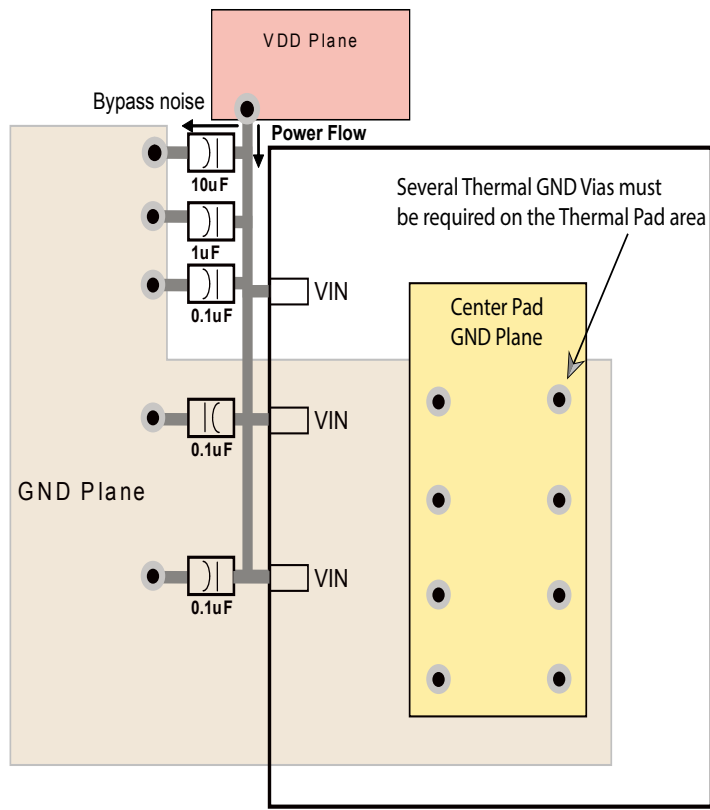 VDD Plane
Bypass noise
Power Flow
10uF
Several Thermal GND Vias must
be required on the Thermal Pad area
1uF
0.1uF
VIN
Center Pad
GND Plane
VIN
0.1uF
GND Plane
VIN
0.1uF